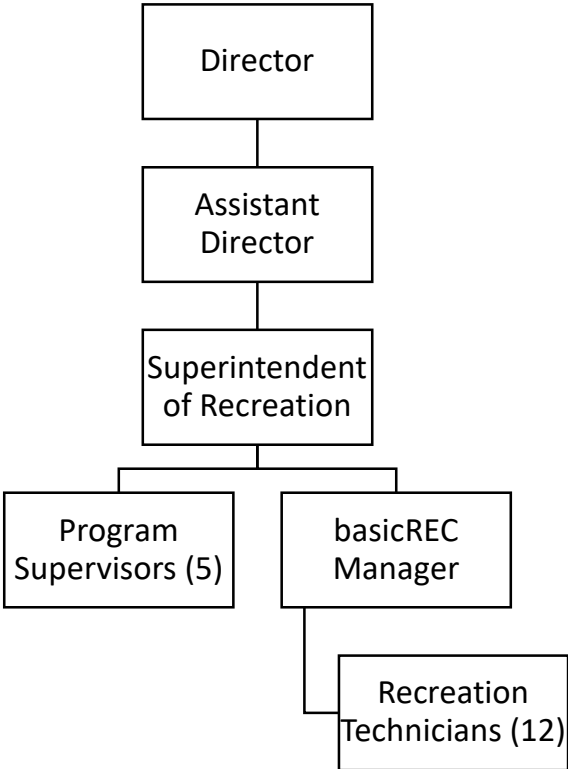 Director
Assistant
Director
Superintendent
of Recreation
Program
Supervisors (5)
basicREC
Manager
Recreation
Technicians (12)